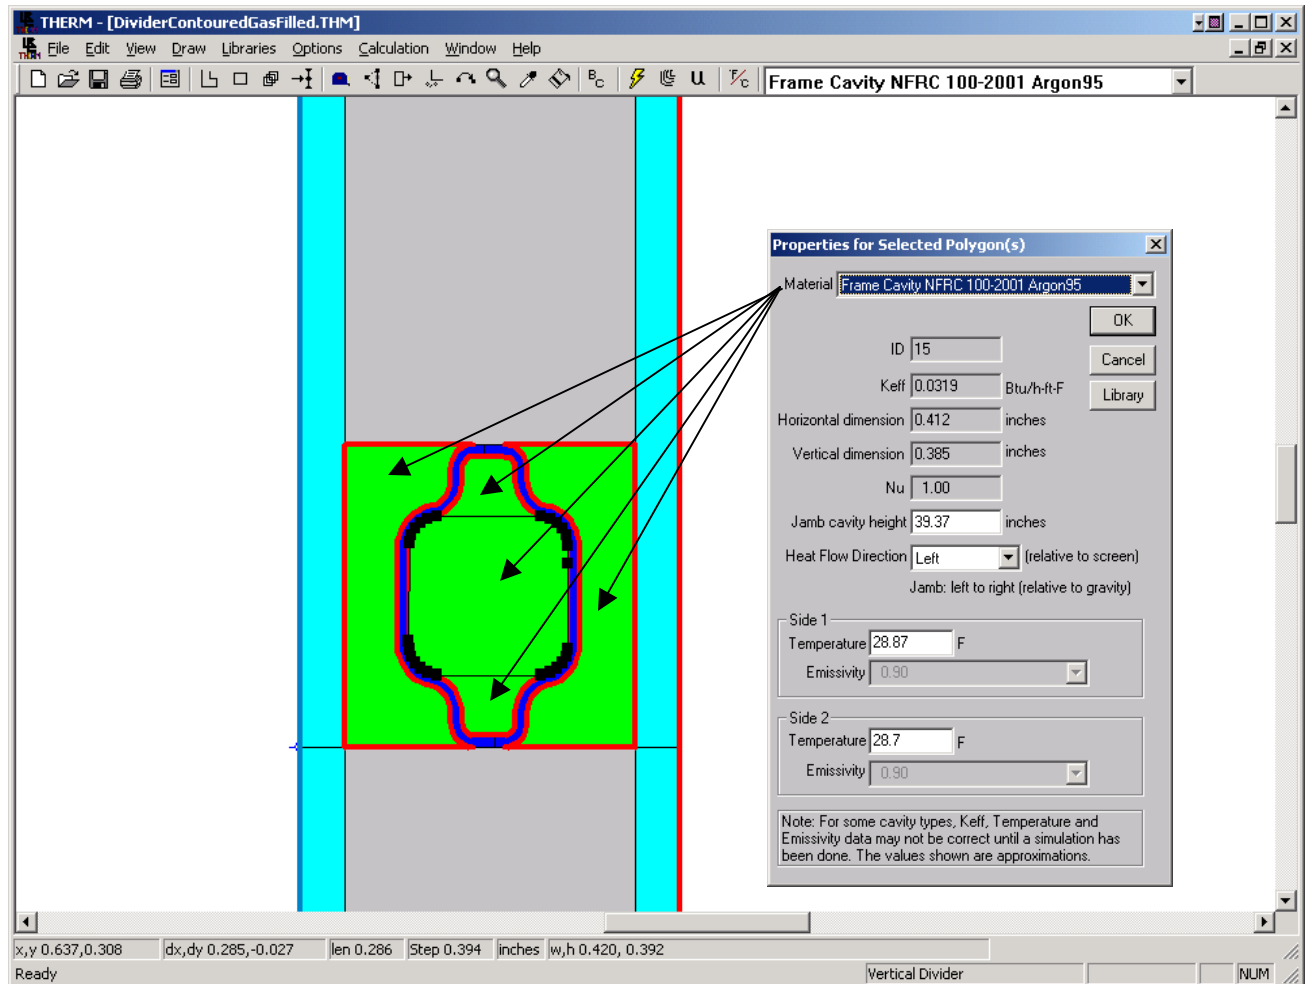 THERM - [DividerContouredGasFilled.THM]
File Edit View Draw Libraries Options Calculation Window Help
Frame Cavity NFRC 100-2001 Argon95
Properties for Selected Polygon(s)
Material Frame Cavity NFRC 100-2001 Argon95
OK
ID 15
Cancel
Keff 0.0319 Btu/h-ft-F
Library
Horizontal dimension 0.412 inches
Vertical dimension 0.385 inches
Nu 1.00
Jamb cavity height 39.37 inches
Heat Flow Direction Left (relative to screen)
Jamb: left to right (relative to gravity)
Side 1
Temperature 28.87 F
Emissivity 0.90
Side 2
Temperature 28.7 F
Emissivity 0.90
Note: For some cavity types, Keff, Temperature and
Emissivity data may not be correct until a simulation has
been done. The values shown are approximations.
x,y 0.637,0.308 dx,dy 0.285,-0.027 len 0.286 Step 0.394 inches w,h 0.420, 0.392
Ready Vertical Divider NUM